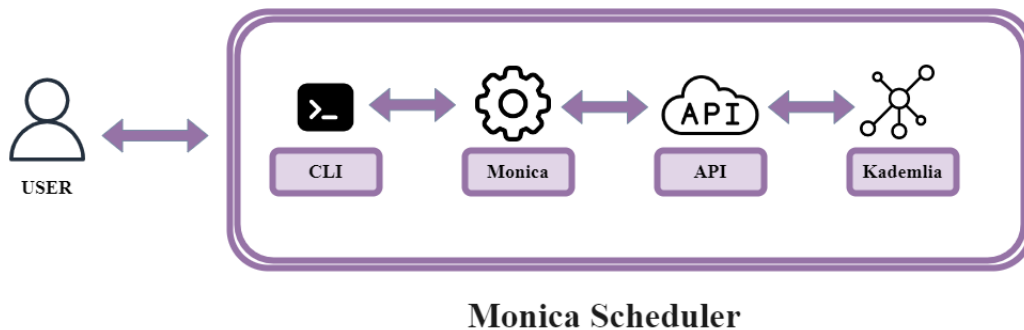 API
CLI
Monica
API
Kademlia
USER
Monica Scheduler